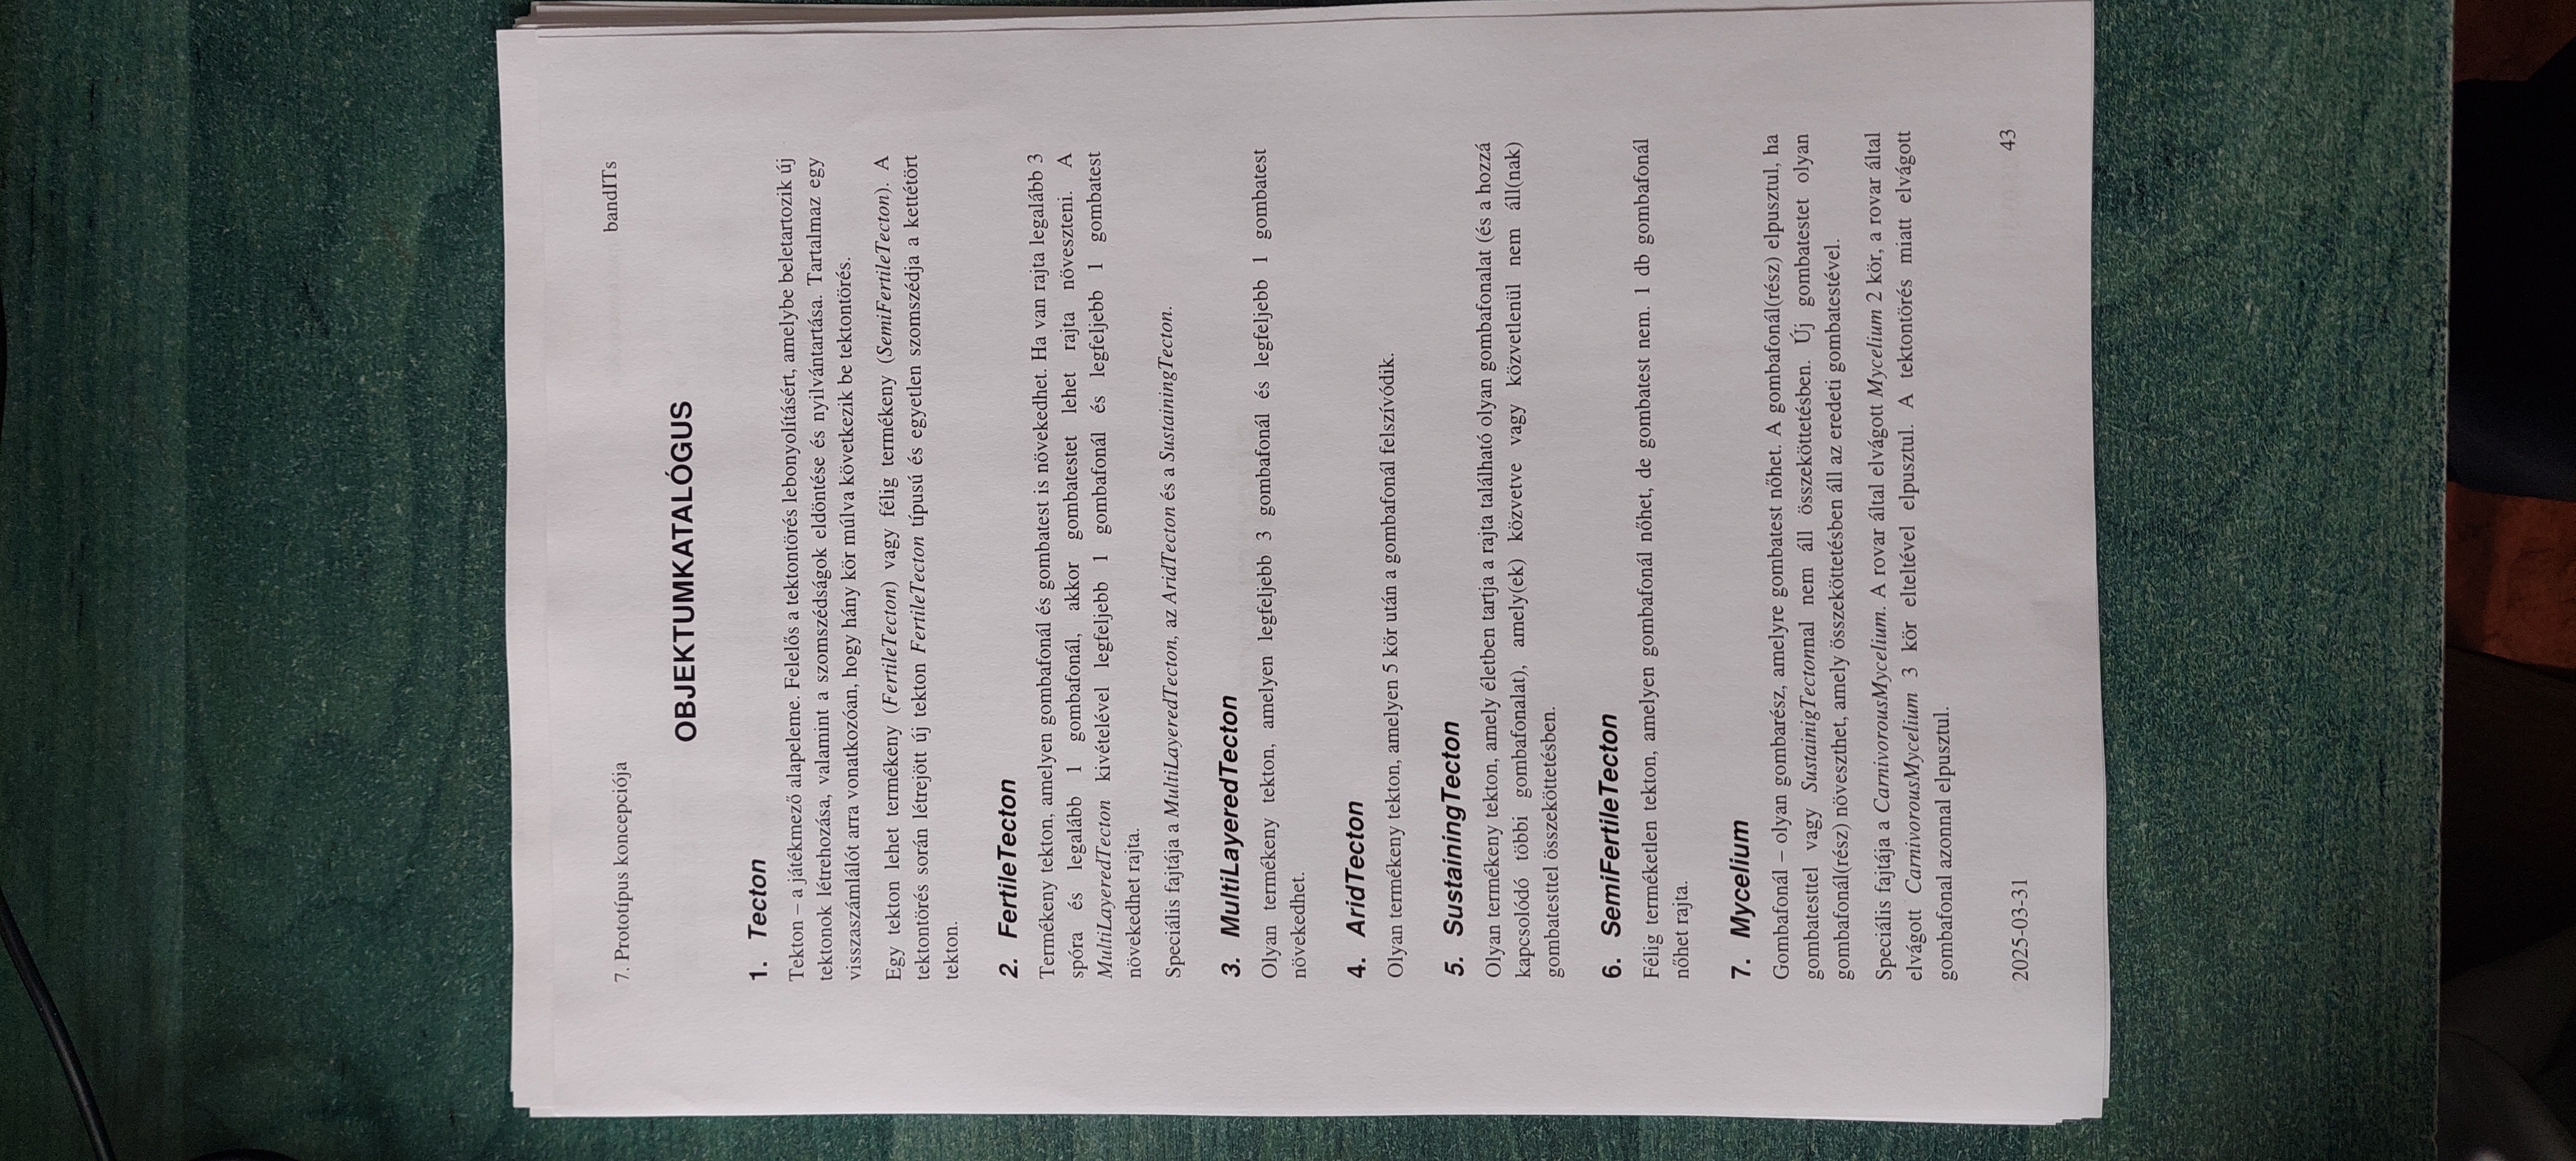 7. Prototípus koncepciója bandITs
OBJEKTUMKATALÓGUS
1. Tecton
Tekton – a játékmező alapeleme. Felelős a tektontörés lebonyolításért, amelybe beletartozik új
tektonok létrehozása, valamint a szomszédságok eldöntése és nyilvántartása. Tartalmaz egy
visszaszámlálót arra vonatkozóan, hogy hány kör múlva következik be tektontörés.
Egy tekton lehet termékeny (FertileTecton) vagy félig termékeny (SemiFertileTecton). A
tektontörés során létrejött új tekton FertileTecton típusú és egyetlen szomszédja a kettétört
tekton.
2. FertileTecton
Termékeny tekton, amelyen gombafonál és gombatest is növekedhet. Ha van rajta legalább 3
spóra és legalább 1 gombafonál, akkor gombatestet lehet rajta növeszteni. A
MultiLayeredTecton kivételével legfeljebb 1 gombafonál és legfeljebb 1 gombatest
növekedhet rajta.
Speciális fajtája a MultiLayeredTecton, az AridTecton és a SustainingTecton.
3. MultiLayeredTecton
Olyan termékeny tekton, amelyen legfeljebb 3 gombafonál és legfeljebb 1 gombatest
növekedhet.
4. AridTecton
Olyan termékeny tekton, amelyen 5 kör után a gombafonál felszívódik.
5. SustainingTecton
Olyan termékeny tekton, amely életben tartja a rajta található olyan gombafonalat (és a hozzá
kapcsolódó többi gombafonalat), amely(ek) közvetve vagy közvetlenül nem áll(nak)
gombatesttel összeköttetésben.
6. SemiFertileTecton
Félig terméketlen tekton, amelyen gombafonál nőhet, de gombatest nem. 1 db gombafonál
nőhet rajta.
7. Mycelium
Gombafonál – olyan gombarész, amelyre gombatest nőhet. A gombafonál(rész) elpusztul, ha
gombatesttel vagy SustainigTectonnal nem áll összeköttetésben. Új gombatestet olyan
gombafonál(rész) növeszthet, amely összeköttetésben áll az eredeti gombatestével.
Speciális fajtája a CarnivorousMycelium. A rovar által elvágott Mycelium 2 kör, a rovar által
elvágott CarnivorousMycelium 3 kör elteltével elpusztul. A tektontörés miatt elvágott
gombafonal azonnal elpusztul.
2025-03-31 43